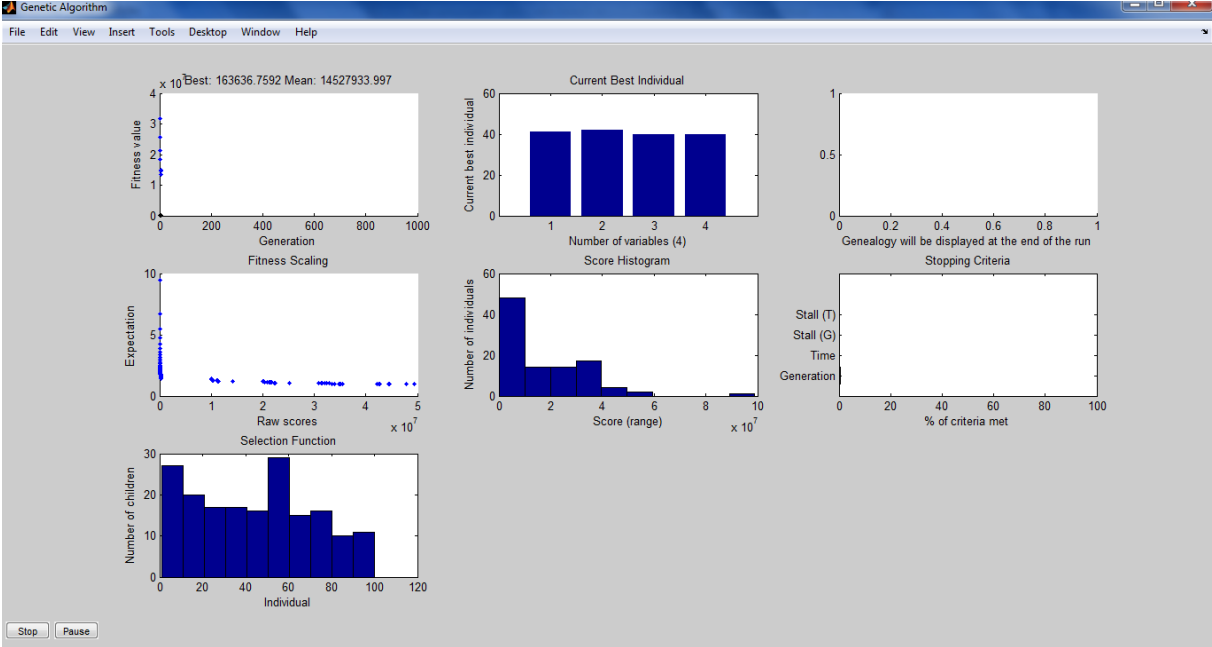 Genetic Algorithm
File Edit View Insert Tools Desktop Window Help
x 10^7 Best: 163636.7592 Mean: 14527933.997
4
3
2
1
0
Fitness value
0 200 400 600 800 1000
Generation
Current Best Individual
60
40
20
0
Current best individual
1 2 3 4
Number of variables (4)
1
0.5
0
0 0.2 0.4 0.6 0.8 1
Genealogy will be displayed at the end of the run
Fitness Scaling
10
5
0
Expectation
0 1 2 3 4 5
Raw scores
x 10^7
Score Histogram
60
40
20
0
Number of individuals
0 2 4 6 8 10
Score (range)
x 10^7
Stopping Criteria
Stall (T)
Stall (G)
Time
Generation
0 20 40 60 80 100
% of criteria met
Selection Function
30
20
10
0
Number of children
0 20 40 60 80 100 120
Individual
Stop Pause